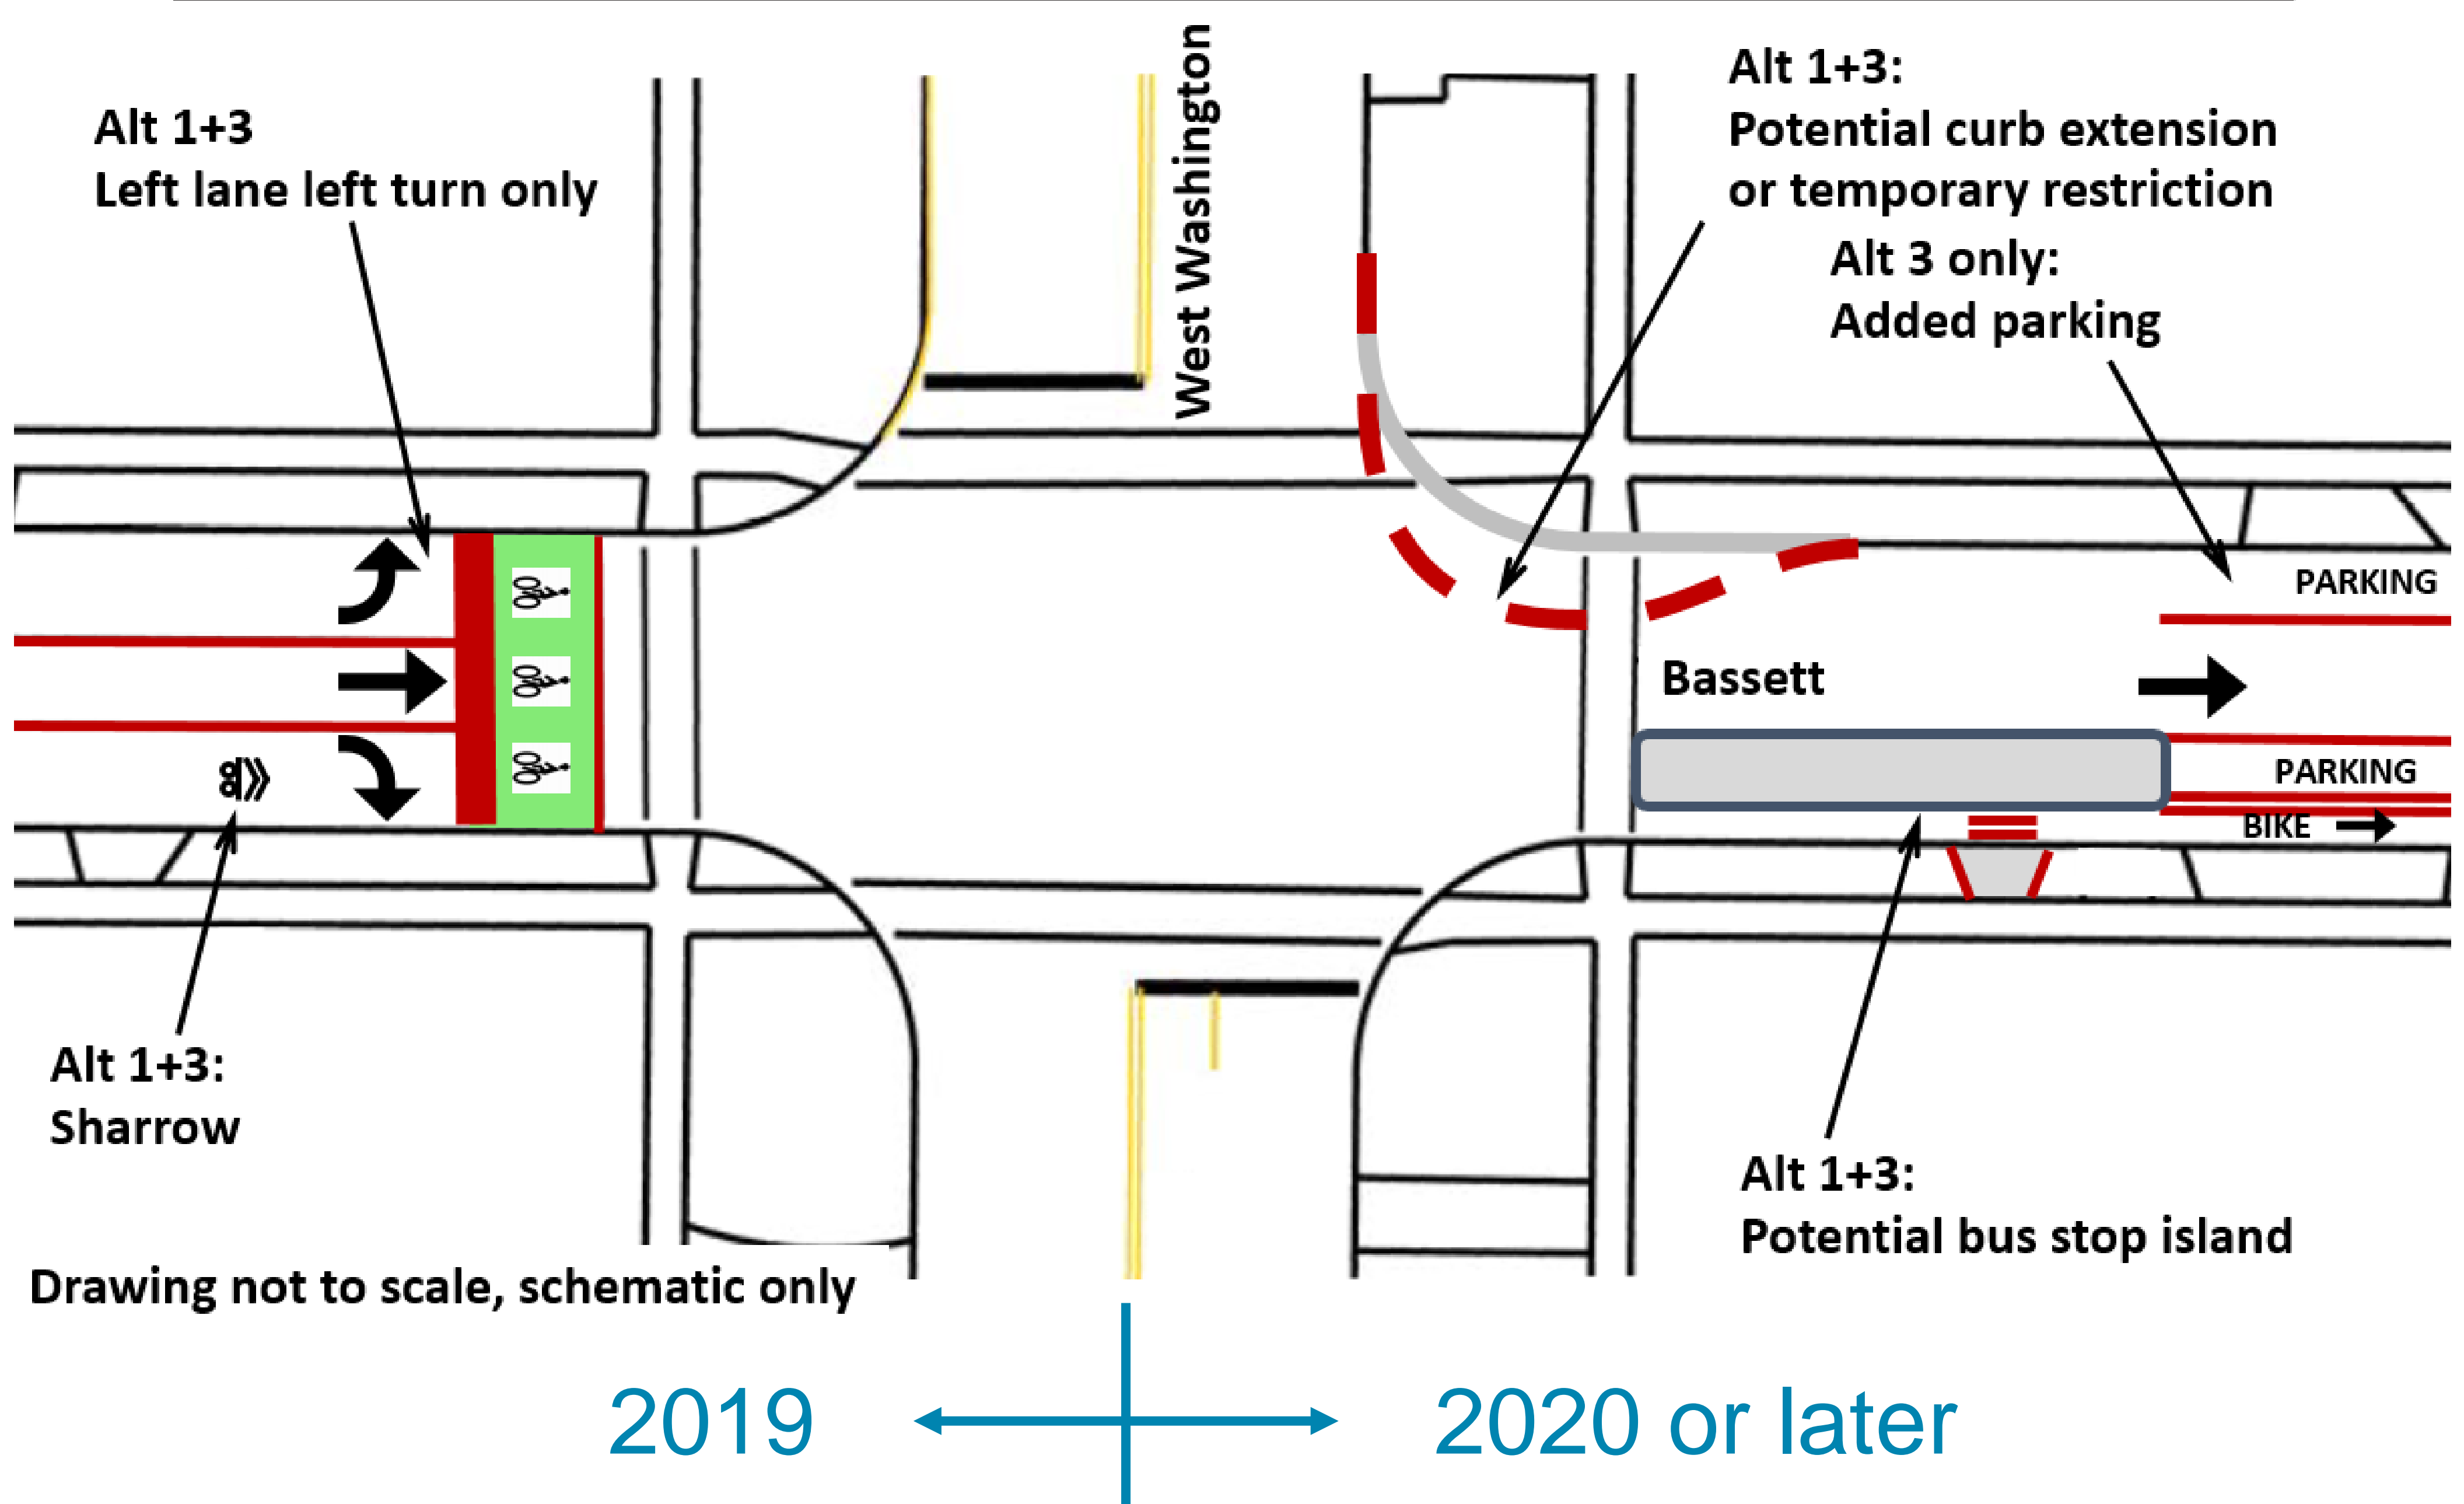 Alt 1+3
Left lane left turn only
West Washington
Alt 1+3:
Potential curb extension
or temporary restriction
Alt 3 only:
Added parking
PARKING
Bassett
PARKING
BIKE
Alt 1+3:
Sharrow
Alt 1+3:
Potential bus stop island
Drawing not to scale, schematic only
2019
2020 or later